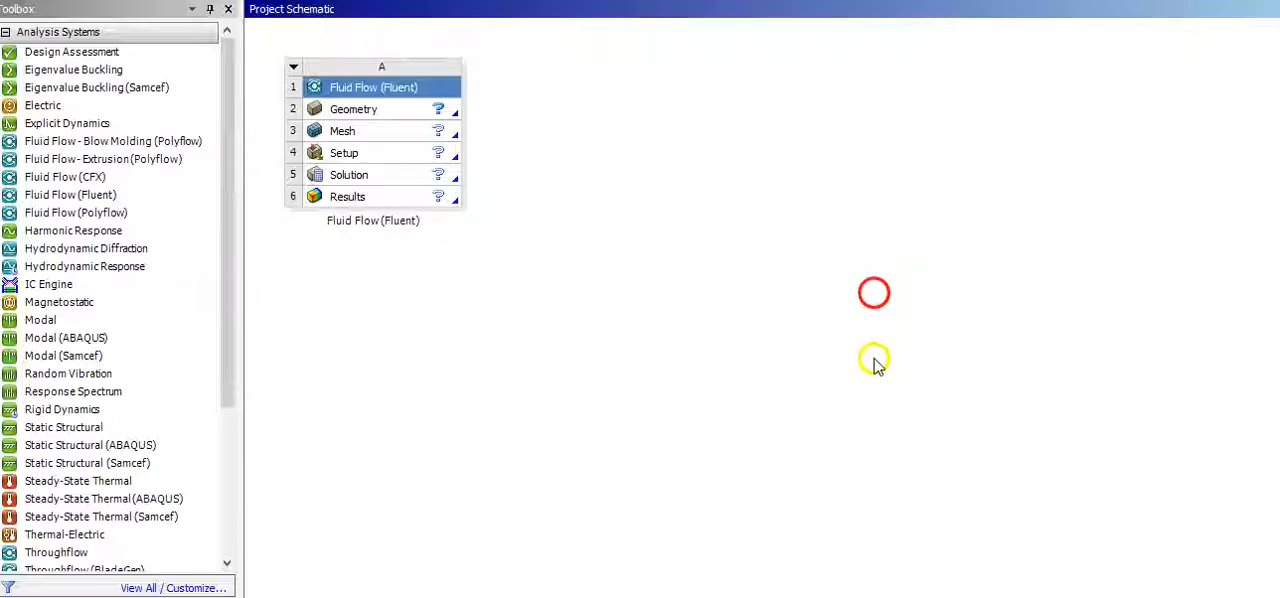 Toolbox
Project Schematic
Analysis Systems
Design Assessment
Eigenvalue Buckling
Eigenvalue Buckling (Samcef)
Electric
Explicit Dynamics
Fluid Flow - Blow Molding (Polyflow)
Fluid Flow - Extrusion (Polyflow)
Fluid Flow (CFX)
Fluid Flow (Fluent)
Fluid Flow (Polyflow)
Harmonic Response
Hydrodynamic Diffraction
Hydrodynamic Response
IC Engine
Magnetostatic
Modal
Modal (ABAQUS)
Modal (Samcef)
Random Vibration
Response Spectrum
Rigid Dynamics
Static Structural
Static Structural (ABAQUS)
Static Structural (Samcef)
Steady-State Thermal
Steady-State Thermal (ABAQUS)
Steady-State Thermal (Samcef)
Thermal-Electric
Throughflow
Throughflow (BladeGen)
View All / Customize...
A
1 Fluid Flow (Fluent)
2 Geometry ?
3 Mesh ?
4 Setup ?
5 Solution ?
6 Results ?
Fluid Flow (Fluent)